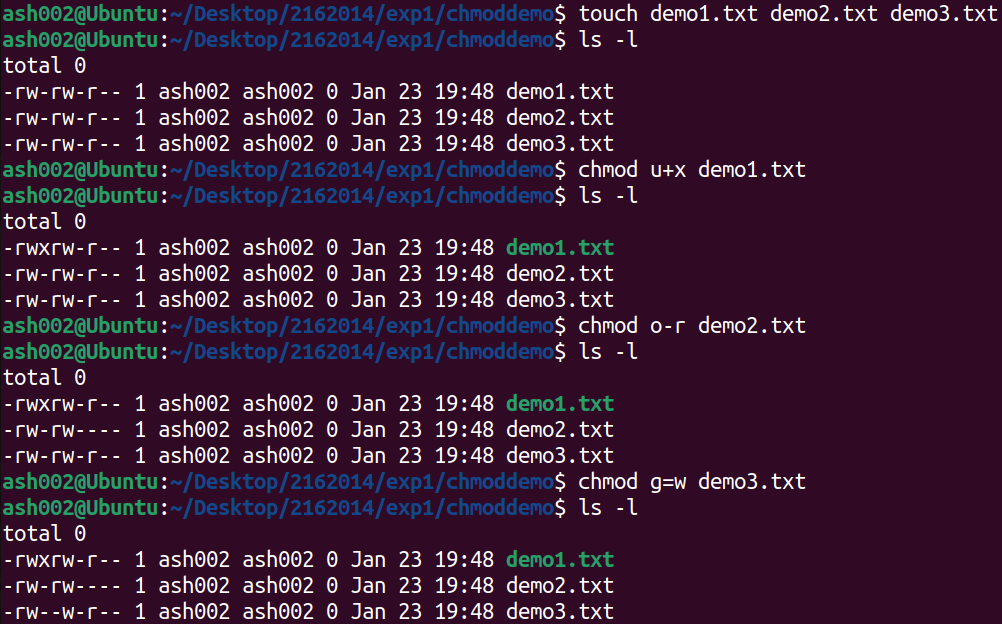 ash002@Ubuntu:~/Desktop/2162014/exp1/chmoddemo$ touch demo1.txt demo2.txt demo3.txt
ash002@Ubuntu:~/Desktop/2162014/exp1/chmoddemo$ ls -l
total 0
-rw-rw-r-- 1 ash002 ash002 0 Jan 23 19:48 demo1.txt
-rw-rw-r-- 1 ash002 ash002 0 Jan 23 19:48 demo2.txt
-rw-rw-r-- 1 ash002 ash002 0 Jan 23 19:48 demo3.txt
ash002@Ubuntu:~/Desktop/2162014/exp1/chmoddemo$ chmod u+x demo1.txt
ash002@Ubuntu:~/Desktop/2162014/exp1/chmoddemo$ ls -l
total 0
-rwxrw-r-- 1 ash002 ash002 0 Jan 23 19:48 demo1.txt
-rw-rw-r-- 1 ash002 ash002 0 Jan 23 19:48 demo2.txt
-rw-rw-r-- 1 ash002 ash002 0 Jan 23 19:48 demo3.txt
ash002@Ubuntu:~/Desktop/2162014/exp1/chmoddemo$ chmod o-r demo2.txt
ash002@Ubuntu:~/Desktop/2162014/exp1/chmoddemo$ ls -l
total 0
-rwxrw-r-- 1 ash002 ash002 0 Jan 23 19:48 demo1.txt
-rw-rw---- 1 ash002 ash002 0 Jan 23 19:48 demo2.txt
-rw-rw-r-- 1 ash002 ash002 0 Jan 23 19:48 demo3.txt
ash002@Ubuntu:~/Desktop/2162014/exp1/chmoddemo$ chmod g=w demo3.txt
ash002@Ubuntu:~/Desktop/2162014/exp1/chmoddemo$ ls -l
total 0
-rwxrw-r-- 1 ash002 ash002 0 Jan 23 19:48 demo1.txt
-rw-rw---- 1 ash002 ash002 0 Jan 23 19:48 demo2.txt
-rw--w-r-- 1 ash002 ash002 0 Jan 23 19:48 demo3.txt